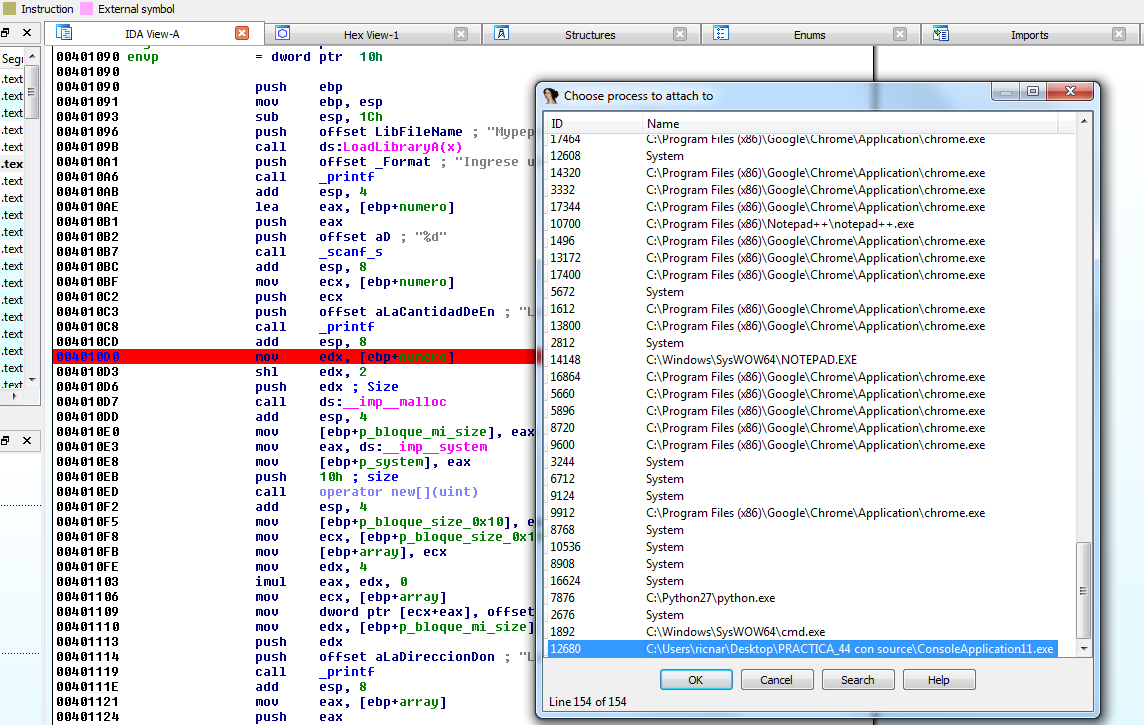 Instruction External symbol
IDA View-A Hex View-1 Structures Enums Imports
Segi
.text
.text
.text
.text
.text
.tex
.text
.text
.text
.text
.text
.text
.text
.text
.text
.text
.text
.text
.text
00401090 envp = dword ptr 10h
00401090
00401090 push ebp
00401091 mov ebp, esp
00401093 sub esp, 1Ch
00401096 push offset LibFileName ; "Mypep
0040109B call ds:LoadLibraryA(x)
004010A1 push offset _Format ; "Ingrese u
004010A6 call _printf
004010AB add esp, 4
004010AE lea eax, [ebp+numero]
004010B1 push eax
004010B2 push offset aD ; "%d"
004010B7 call _scanf_s
004010BC add esp, 8
004010BF mov ecx, [ebp+numero]
004010C2 push ecx
004010C3 push offset aLaCantidadDeEn ; "L
004010C8 call _printf
004010CD add esp, 8
004010D0 mov edx, [ebp+numero]
004010D3 shl edx, 2
004010D6 push edx ; Size
004010D7 call ds:__imp__malloc
004010DD add esp, 4
004010E0 mov [ebp+p_bloque_mi_size], eax
004010E3 mov eax, ds:__imp__system
004010E8 mov [ebp+p_system], eax
004010EB push 10h ; size
004010ED call operator new[](uint)
004010F2 add esp, 4
004010F5 mov [ebp+p_bloque_size_0x10], e
004010F8 mov ecx, [ebp+p_bloque_size_0x1
004010FB mov [ebp+array], ecx
004010FE mov edx, 4
00401103 imul eax, edx, 0
00401106 mov ecx, [ebp+array]
00401109 mov dword ptr [ecx+eax], offset
00401110 mov edx, [ebp+p_bloque_mi_size]
00401113 push edx
00401114 push offset aLaDireccionDon ; "L
00401119 call _printf
0040111E add esp, 8
00401121 mov eax, [ebp+array]
00401124 push eax
Choose process to attach to
ID Name
17464 C:\Program Files (x86)\Google\Chrome\Application\chrome.exe
12608 System
14320 C:\Program Files (x86)\Google\Chrome\Application\chrome.exe
3332 C:\Program Files (x86)\Google\Chrome\Application\chrome.exe
17344 C:\Program Files (x86)\Google\Chrome\Application\chrome.exe
10700 C:\Program Files (x86)\Notepad++\notepad++.exe
1496 C:\Program Files (x86)\Google\Chrome\Application\chrome.exe
13172 C:\Program Files (x86)\Google\Chrome\Application\chrome.exe
17400 C:\Program Files (x86)\Google\Chrome\Application\chrome.exe
5672 System
1612 C:\Program Files (x86)\Google\Chrome\Application\chrome.exe
13800 C:\Program Files (x86)\Google\Chrome\Application\chrome.exe
2812 System
14148 C:\Windows\SysWOW64\NOTEPAD.EXE
16864 C:\Program Files (x86)\Google\Chrome\Application\chrome.exe
5660 C:\Program Files (x86)\Google\Chrome\Application\chrome.exe
5896 C:\Program Files (x86)\Google\Chrome\Application\chrome.exe
8720 C:\Program Files (x86)\Google\Chrome\Application\chrome.exe
9600 C:\Program Files (x86)\Google\Chrome\Application\chrome.exe
3244 System
6712 System
9124 System
9912 C:\Program Files (x86)\Google\Chrome\Application\chrome.exe
8768 System
10536 System
8908 System
16624 System
7876 C:\Python27\python.exe
2676 System
1892 C:\Windows\SysWOW64\cmd.exe
12680 C:\Users\ricnar\Desktop\PRACTICA_44 con source\ConsoleApplication11.exe
OK Cancel Search Help
Line 154 of 154